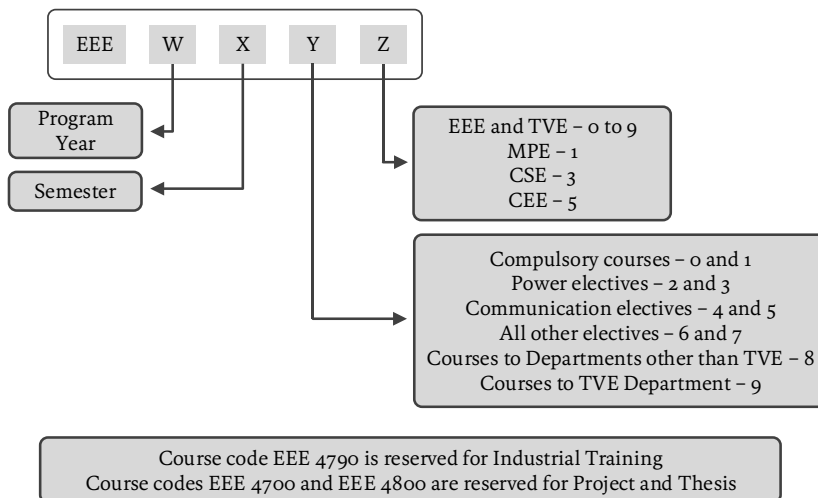 EEE W X Y Z
Program
Year
Semester
EEE and TVE – 0 to 9
MPE – 1
CSE – 3
CEE – 5
Compulsory courses – 0 and 1
Power electives – 2 and 3
Communication electives – 4 and 5
All other electives – 6 and 7
Courses to Departments other than TVE – 8
Courses to TVE Department – 9
Course code EEE 4790 is reserved for Industrial Training
Course codes EEE 4700 and EEE 4800 are reserved for Project and Thesis